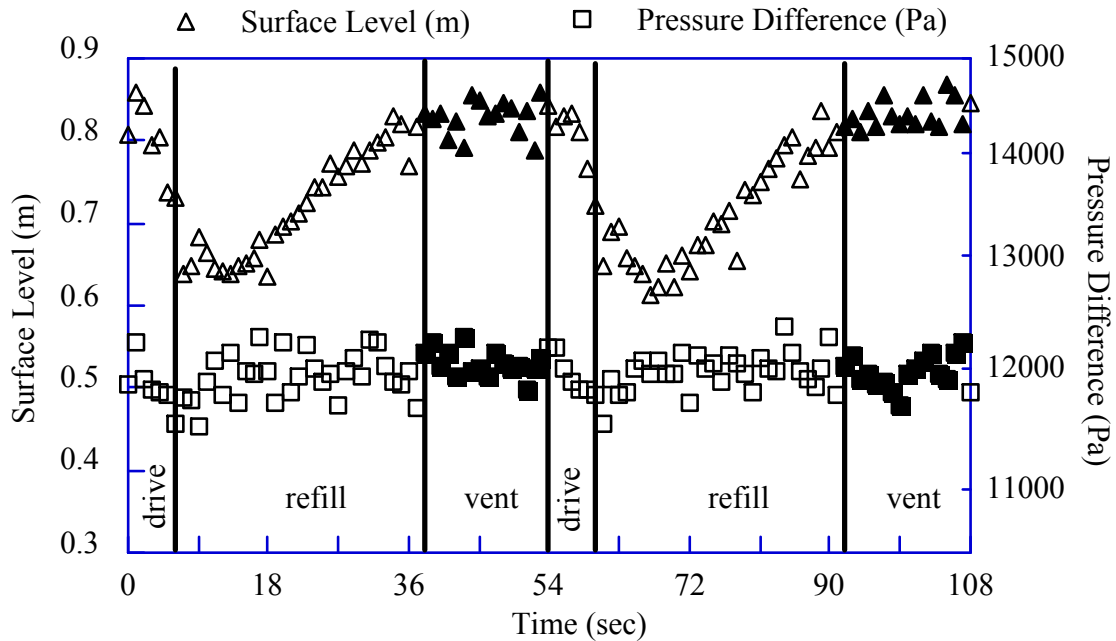 Surface Level (m)
Pressure Difference (Pa)
0.9
0.8
0.7
0.6
0.5
0.4
0.3
Surface Level (m)
15000
14000
13000
12000
11000
Pressure Difference (Pa)
drive
refill
vent
drive
refill
vent
0 18 36 54 72 90 108
Time (sec)